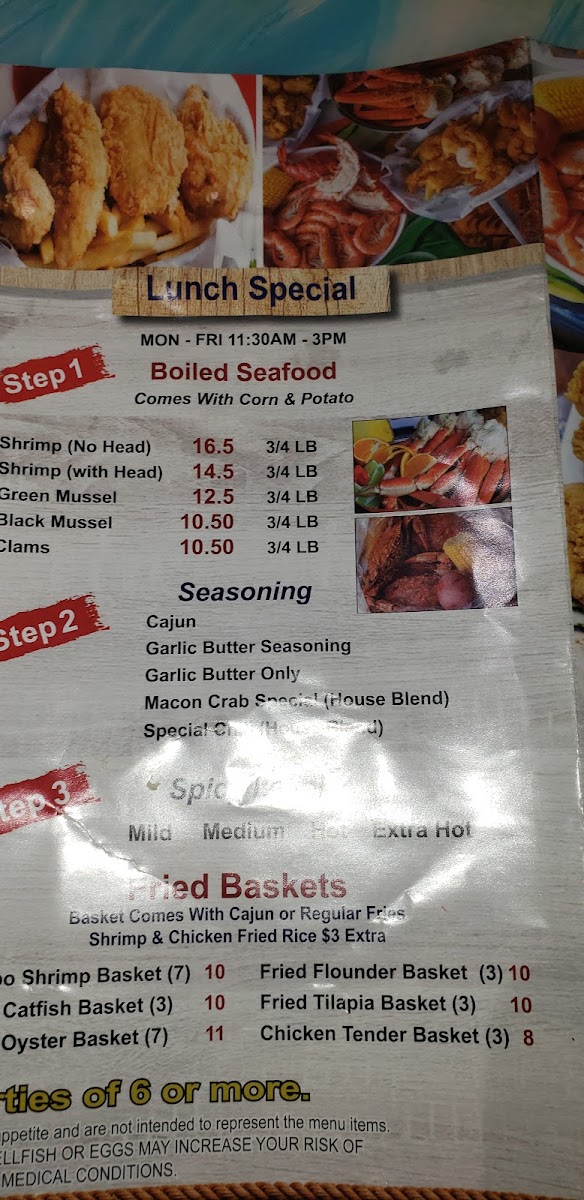 Lunch Special
MON - FRI 11:30AM - 3PM
Step 1
Boiled Seafood
Comes With Corn & Potato
Shrimp (No Head) 16.5 3/4 LB
Shrimp (with Head) 14.5 3/4 LB
Green Mussel 12.5 3/4 LB
Black Mussel 10.50 3/4 LB
Clams 10.50 3/4 LB
Step 2
Seasoning
Cajun
Garlic Butter Seasoning
Garlic Butter Only
Macon Crab Special (House Blend)
Special
tep 3
Mild Medium Hot Extra Hot
Fried Baskets
Basket Comes With Cajun or Regular Fries
Shrimp & Chicken Fried Rice $3 Extra
bo Shrimp Basket (7) 10 Fried Flounder Basket (3) 10
Catfish Basket (3) 10 Fried Tilapia Basket (3) 10
Oyster Basket (7) 11 Chicken Tender Basket (3) 8
rties of 6 or more.
ppetite and are not intended to represent the menu items.
ELLFISH OR EGGS MAY INCREASE YOUR RISK OF
MEDICAL CONDITIONS.